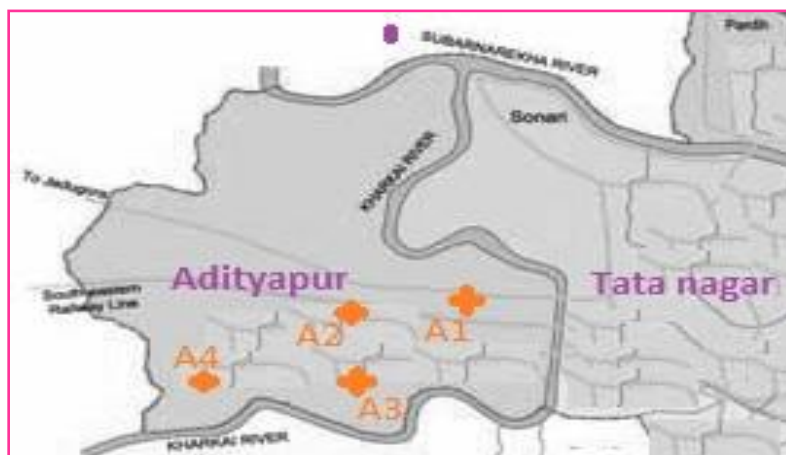 Pardih
SUBARNAREKHA RIVER
Sonari
KHARKAI RIVER
To Jadugora
Adityapur
Tata nagar
Southeastern
Railway Line
A1
A2
A4
A3
KHARKAI RIVER